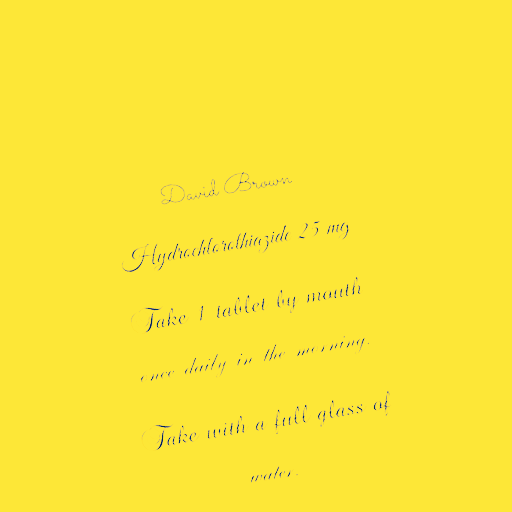 David Brown
Hydrochlorothiazide 25 mg
Take 1 tablet by mouth
once daily in the morning.
Take with a full glass of
water.